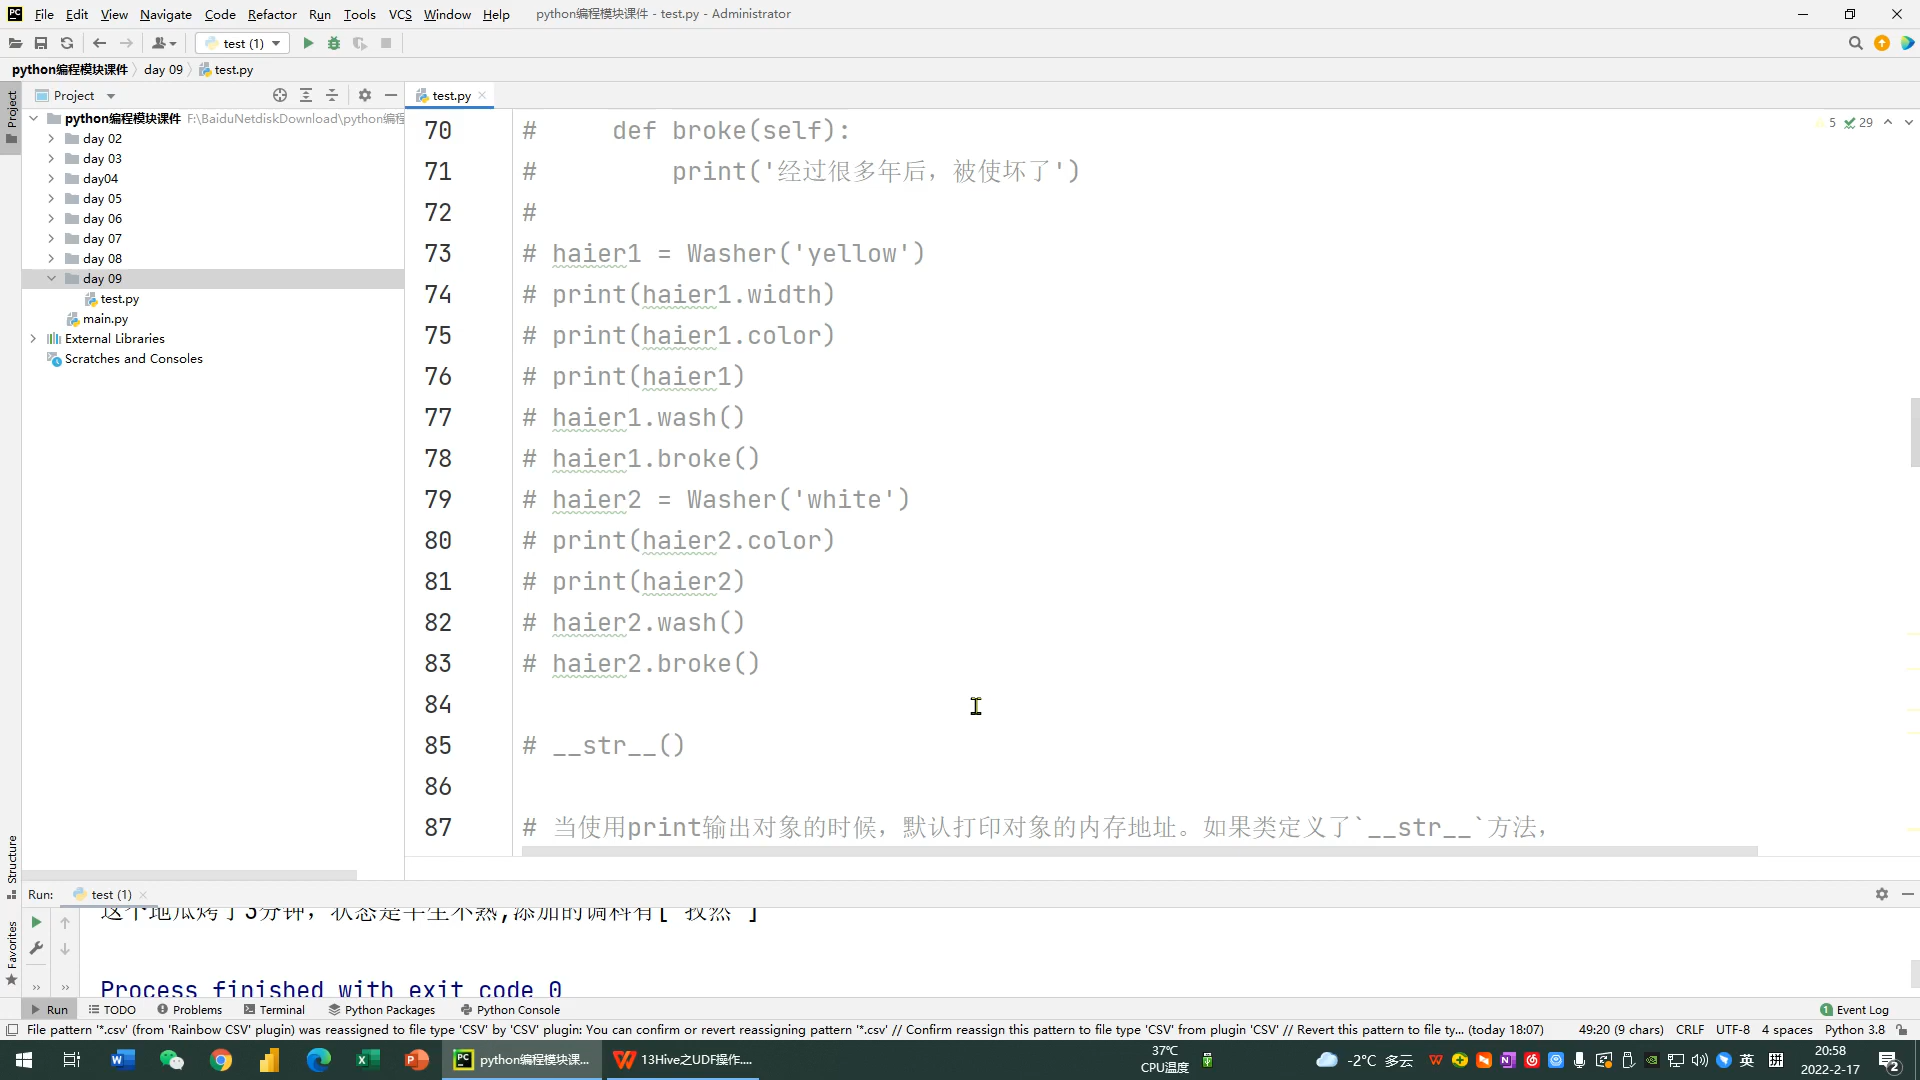 File Edit View Navigate Code Refactor Run Tools VCS Window Help python编程模块课件 - test.py - Administrator
test (1)
python编程模块课件 day 09 test.py
Project
test.py
Project
python编程模块课件 F:\BaiduNetdiskDownload\python编程
day 02
day 03
day04
day 05
day 06
day 07
day 08
day 09
test.py
main.py
External Libraries
Scratches and Consoles
5 29
70 # def broke(self):
71 # print('经过很多年后，被使坏了')
72 #
73 # haier1 = Washer('yellow')
74 # print(haier1.width)
75 # print(haier1.color)
76 # print(haier1)
77 # haier1.wash()
78 # haier1.broke()
79 # haier2 = Washer('white')
80 # print(haier2.color)
81 # print(haier2)
82 # haier2.wash()
83 # haier2.broke()
84
85 # __str__()
86
87 # 当使用print输出对象的时候，默认打印对象的内存地址。如果类定义了`__str__`方法，
Structure
Favorites
Run: test (1)
这个地瓜烤了3分钟，状态是半生不熟,添加的调料有['孜然']
Process finished with exit code 0
Run TODO Problems Terminal Python Packages Python Console
1 Event Log
File pattern '*.csv' (from 'Rainbow CSV' plugin) was reassigned to file type 'CSV' by 'CSV' plugin: You can confirm or revert reassigning pattern '*.csv' // Confirm reassign this pattern to file type 'CSV' from plugin 'CSV' // Revert this pattern to file ty... (today 18:07) 49:20 (9 chars) CRLF UTF-8 4 spaces Python 3.8
python编程模块课... 13Hive之UDF操作....
37℃
CPU温度
-2°C 多云
英
拼
20:58
2022-2-17
2